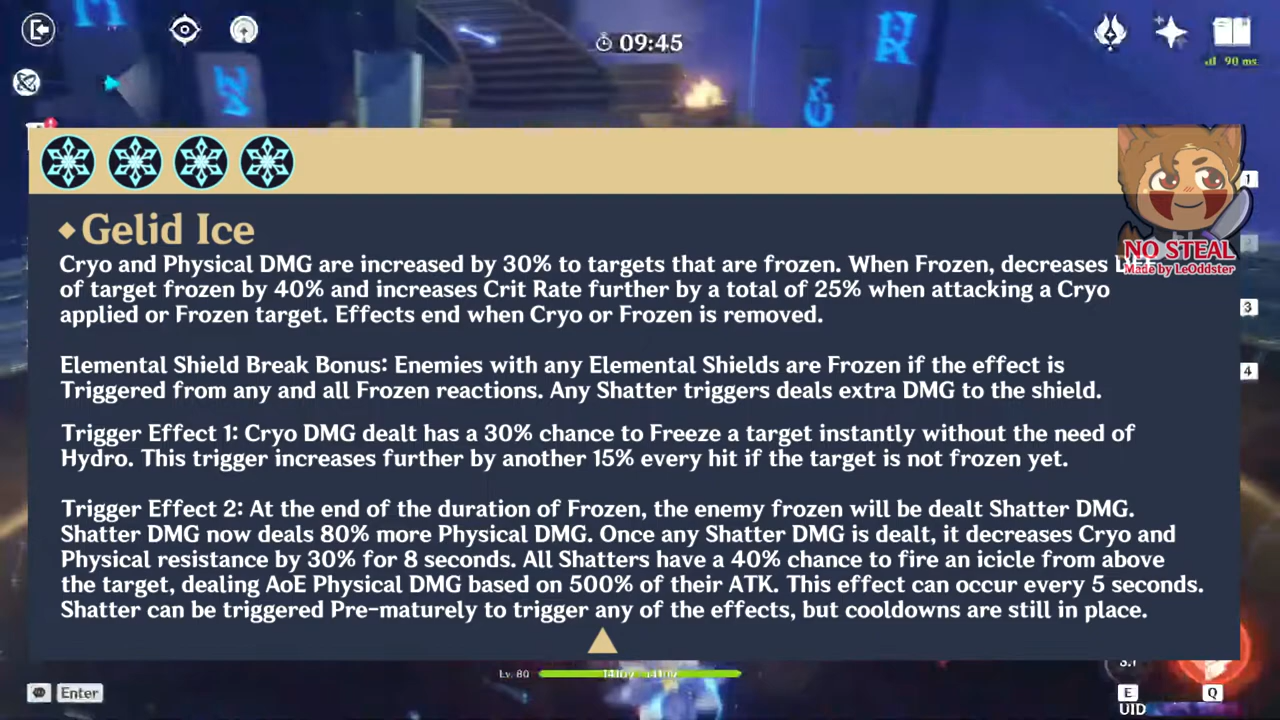 09:45
90 ms
1
NO STEAL
Made by LeOddster
Gelid Ice
Cryo and Physical DMG are increased by 30% to targets that are frozen. When Frozen, decreases
of target frozen by 40% and increases Crit Rate further by a total of 25% when attacking a Cryo
applied or Frozen target. Effects end when Cryo or Frozen is removed.
3
Elemental Shield Break Bonus: Enemies with any Elemental Shields are Frozen if the effect is
Triggered from any and all Frozen reactions. Any Shatter triggers deals extra DMG to the shield.
4
Trigger Effect 1: Cryo DMG dealt has a 30% chance to Freeze a target instantly without the need of
Hydro. This trigger increases further by another 15% every hit if the target is not frozen yet.
Trigger Effect 2: At the end of the duration of Frozen, the enemy frozen will be dealt Shatter DMG.
Shatter DMG now deals 80% more Physical DMG. Once any Shatter DMG is dealt, it decreases Cryo and
Physical resistance by 30% for 8 seconds. All Shatters have a 40% chance to fire an icicle from above
the target, dealing AoE Physical DMG based on 500% of their ATK. This effect can occur every 5 seconds.
Shatter can be triggered Pre-maturely to trigger any of the effects, but cooldowns are still in place.
Lv. 80
Enter
E
Q
UID